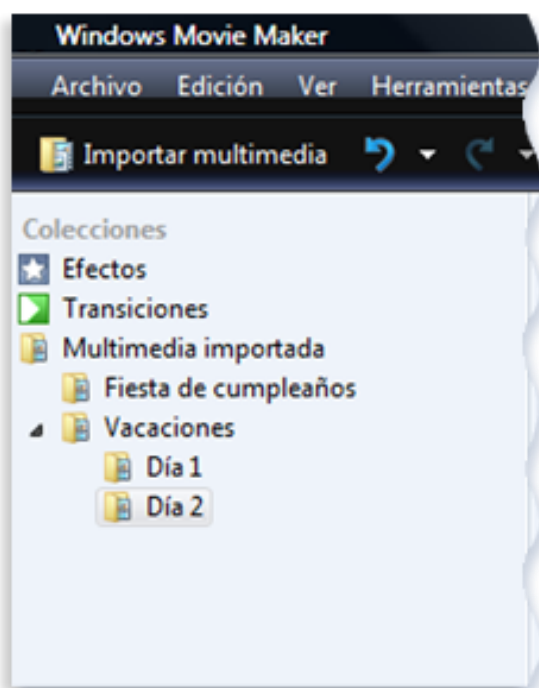 Windows Movie Maker
Archivo Edición Ver Herramientas
Importar multimedia
Colecciones
Efectos
Transiciones
Multimedia importada
Fiesta de cumpleaños
Vacaciones
Día 1
Día 2